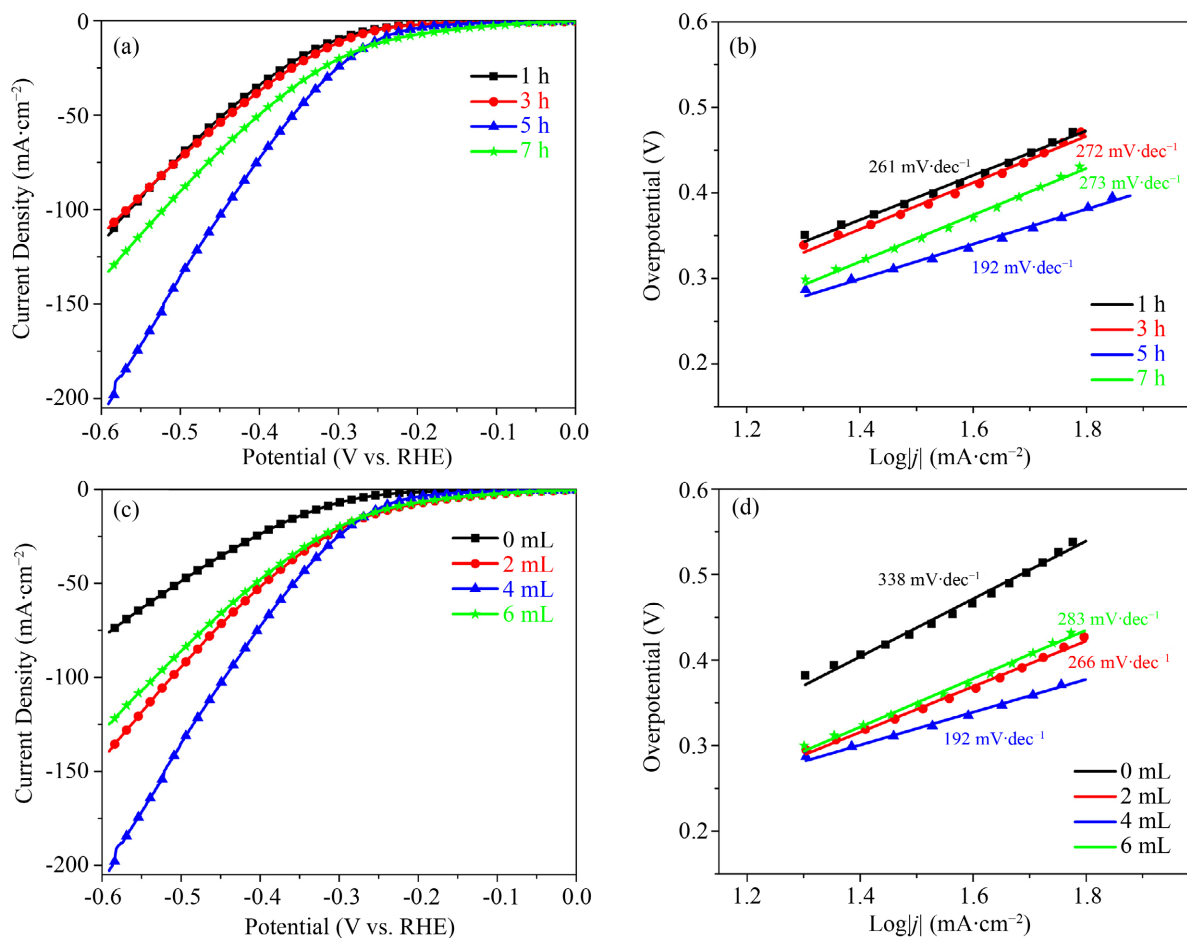 (a)
1 h
3 h
5 h
7 h
0
-50
-100
-150
-200
-0.6
-0.5
-0.4
-0.3
-0.2
-0.1
0.0
Current Density (mA·cm⁻²)
Potential (V vs. RHE)
(b)
261 mV·dec⁻¹
272 mV·dec⁻¹
273 mV·dec⁻¹
192 mV·dec⁻¹
1 h
3 h
5 h
7 h
0.6
0.5
0.4
0.3
0.2
1.2
1.4
1.6
1.8
Overpotential (V)
Log|j| (mA·cm⁻²)
(c)
0 mL
2 mL
4 mL
6 mL
0
-50
-100
-150
-200
-0.6
-0.5
-0.4
-0.3
-0.2
-0.1
0.0
Current Density (mA·cm⁻²)
Potential (V vs. RHE)
(d)
338 mV·dec⁻¹
283 mV·dec⁻¹
266 mV·dec⁻¹
192 mV·dec⁻¹
0 mL
2 mL
4 mL
6 mL
0.6
0.5
0.4
0.3
0.2
1.2
1.4
1.6
1.8
Overpotential (V)
Log|j| (mA·cm⁻²)